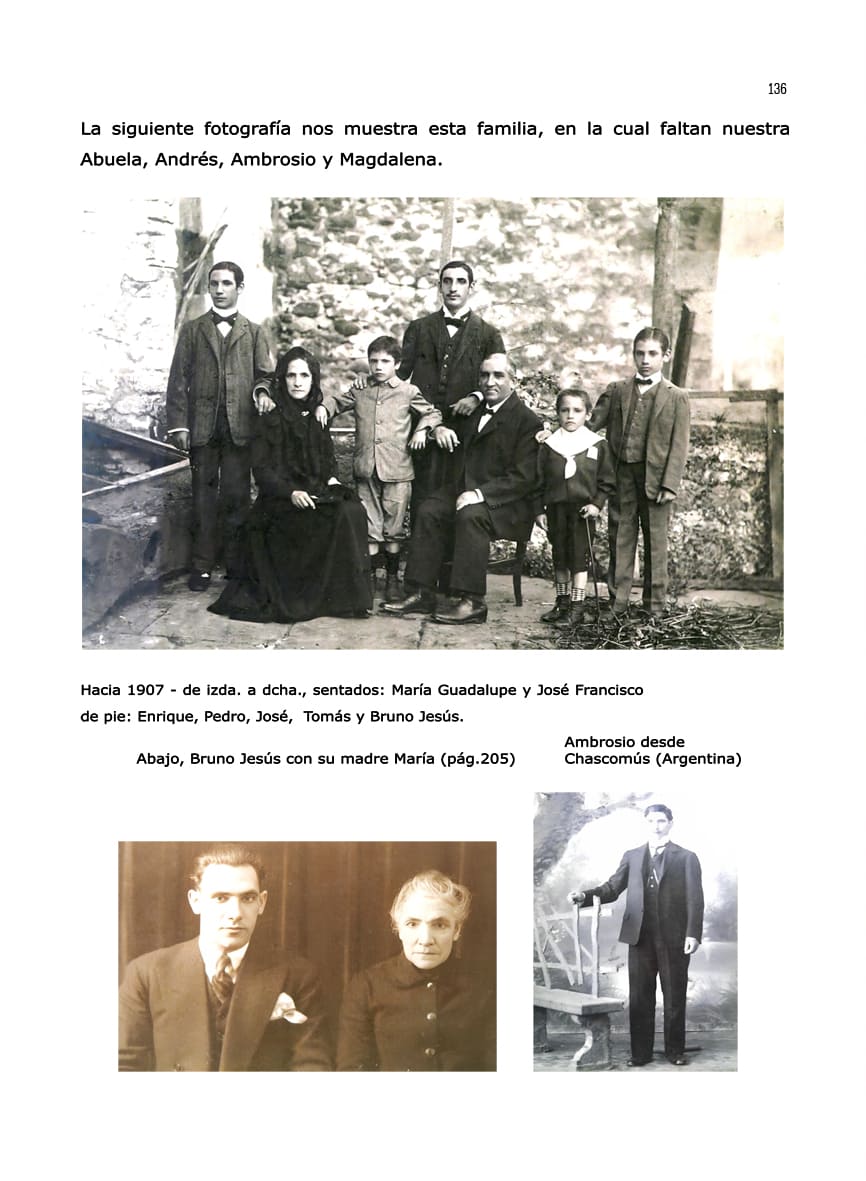 136
La siguiente fotografía nos muestra esta familia, en la cual faltan nuestra
Abuela, Andrés, Ambrosio y Magdalena.
Hacia 1907 - de izda. a dcha., sentados: María Guadalupe y José Francisco
de pie: Enrique, Pedro, José, Tomás y Bruno Jesús.
Abajo, Bruno Jesús con su madre María (pág.205)
Ambrosio desde
Chascomús (Argentina)